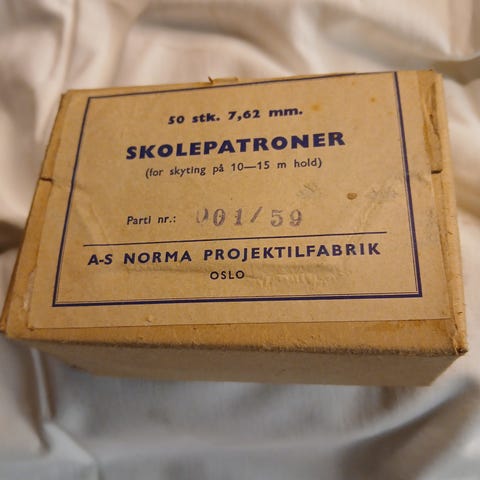 50 stk. 7,62 mm.
SKOLEPATRONER
(for skyting på 10—15 m hold)
Parti nr.: 001/59
A-S NORMA PROJEKTILFABRIK
OSLO